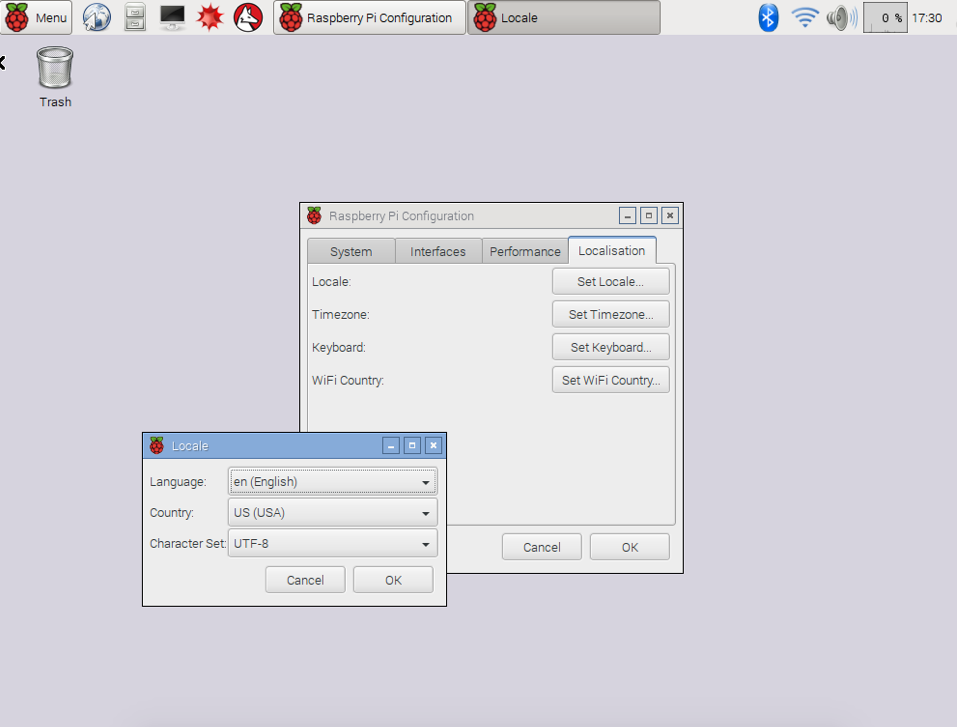 Menu Raspberry Pi Configuration Locale 0 % 17:30
Trash
Raspberry Pi Configuration
System Interfaces Performance Localisation
Locale: Set Locale...
Timezone: Set Timezone...
Keyboard: Set Keyboard...
WiFi Country: Set WiFi Country...
Cancel OK
Locale
Language: en (English)
Country: US (USA)
Character Set: UTF-8
Cancel OK